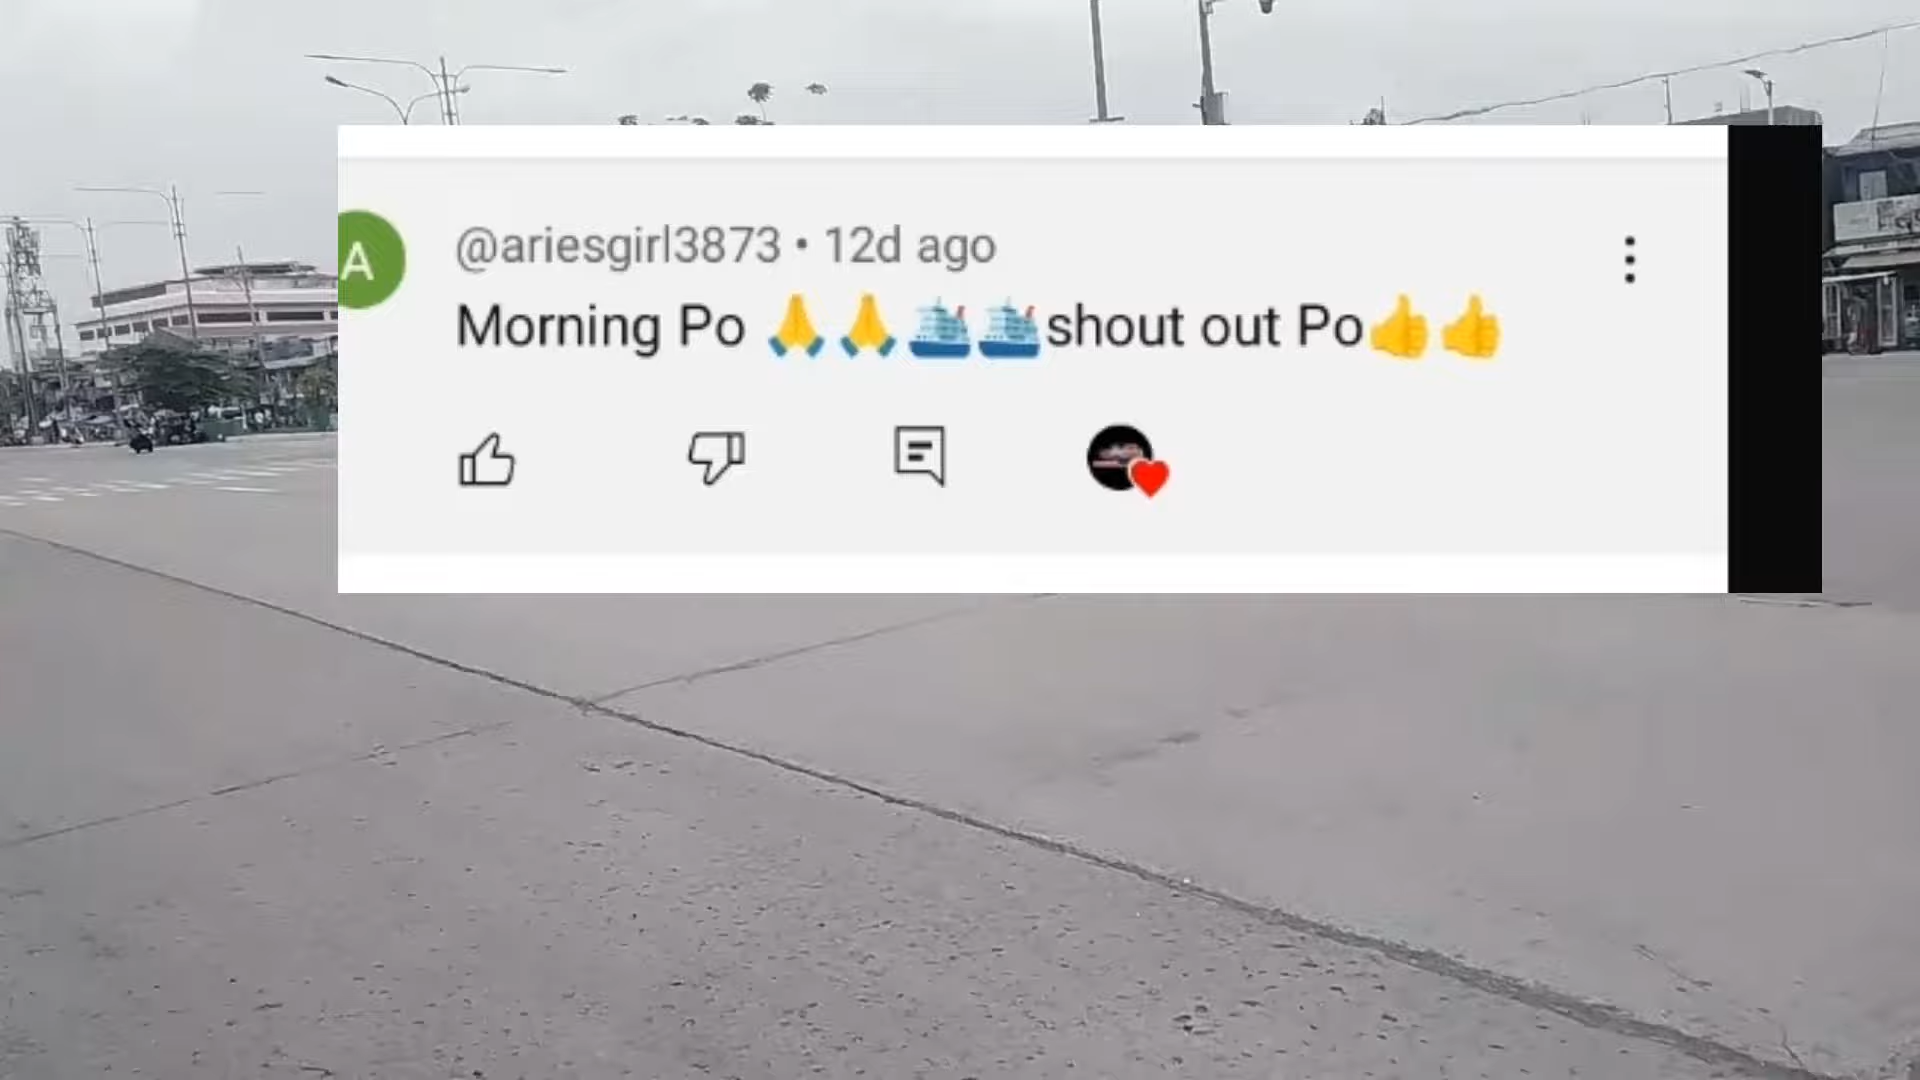 A
@ariesgirl3873 • 12d ago
Morning Po 🙏🙏🛳️🛳️shout out Po👍👍